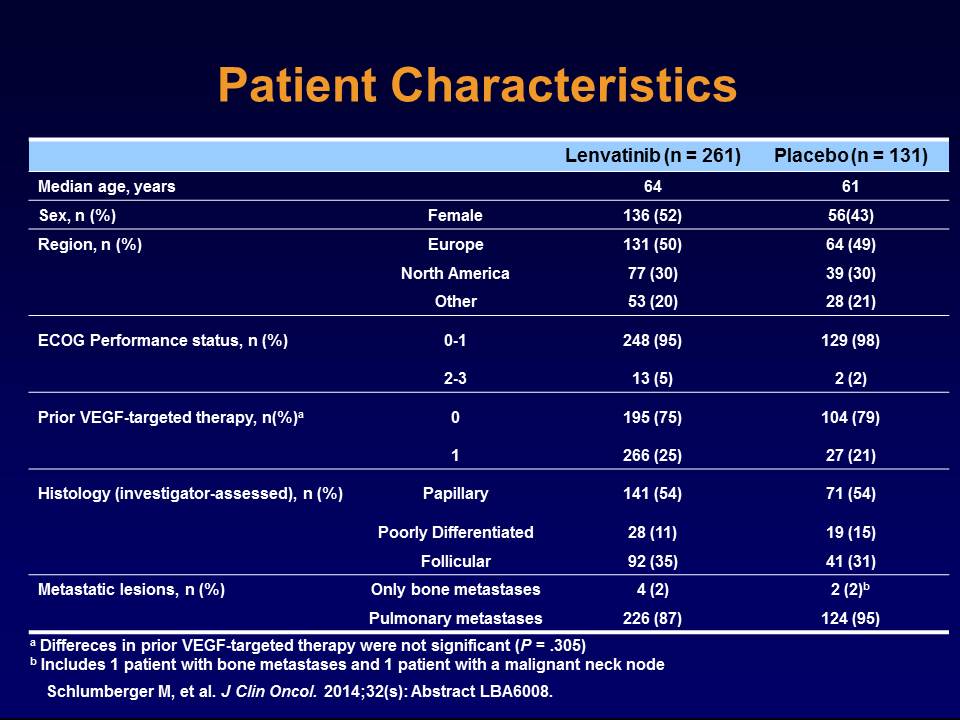 Patient Characteristics
Lenvatinib (n = 261) Placebo (n = 131)
Median age, years 64 61
Sex, n (%) Female 136 (52) 56(43)
Region, n (%) Europe 131 (50) 64 (49)
North America 77 (30) 39 (30)
Other 53 (20) 28 (21)
ECOG Performance status, n (%) 0-1 248 (95) 129 (98)
2-3 13 (5) 2 (2)
Prior VEGF-targeted therapy, n(%)ᵃ 0 195 (75) 104 (79)
1 266 (25) 27 (21)
Histology (investigator-assessed), n (%) Papillary 141 (54) 71 (54)
Poorly Differentiated 28 (11) 19 (15)
Follicular 92 (35) 41 (31)
Metastatic lesions, n (%) Only bone metastases 4 (2) 2 (2)ᵇ
Pulmonary metastases 226 (87) 124 (95)
ᵃ Differeces in prior VEGF-targeted therapy were not significant (P = .305)
ᵇ Includes 1 patient with bone metastases and 1 patient with a malignant neck node
Schlumberger M, et al. J Clin Oncol. 2014;32(s): Abstract LBA6008.